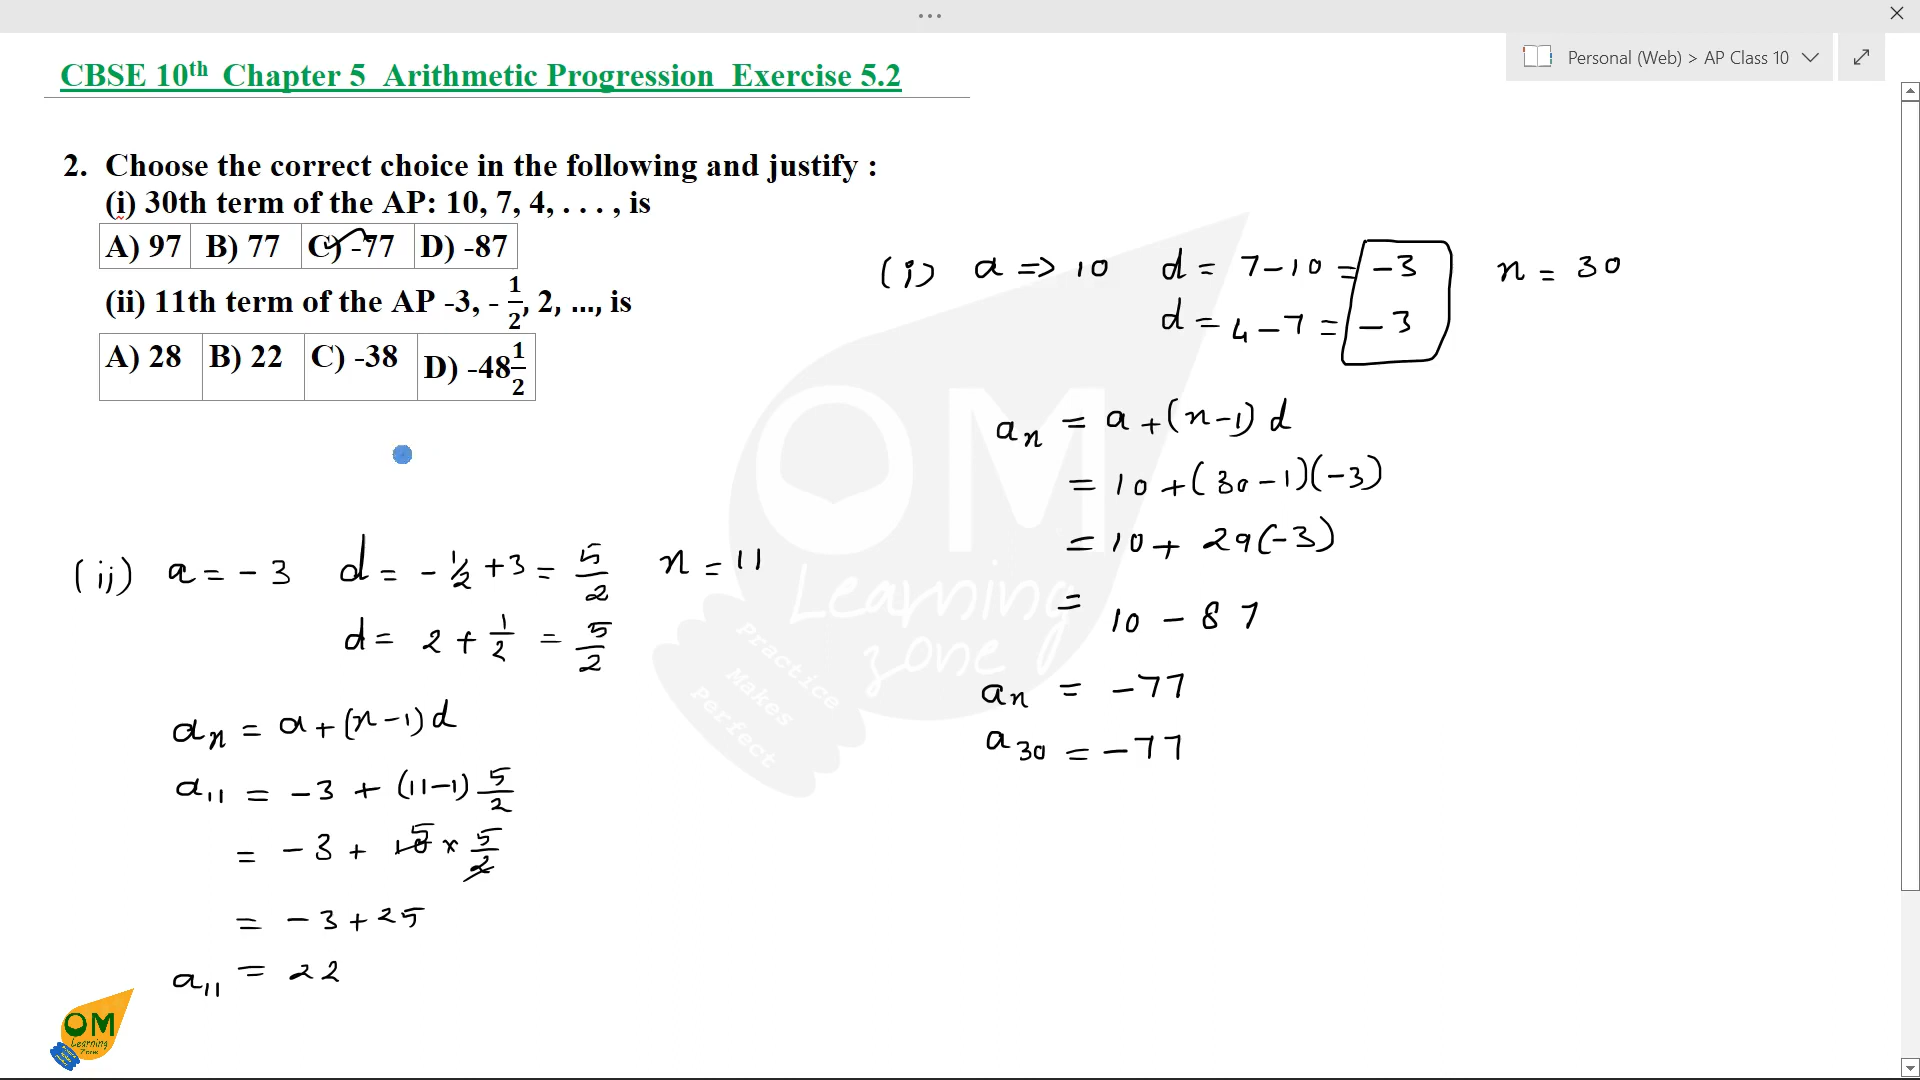 Personal (Web) > AP Class 10
CBSE 10th Chapter 5 Arithmetic Progression Exercise 5.2
2. Choose the correct choice in the following and justify :
(i) 30th term of the AP: 10, 7, 4, . . . , is
A) 97 B) 77 C) -77 D) -87
(ii) 11th term of the AP -3, - 1/2, 2, ..., is
A) 28 B) 22 C) -38 D) -48 1/2
(i) a => 10 d = 7-10 = -3 n = 30
d = 4-7 = -3
an = a+(n-1) d
= 10 +(30-1)(-3)
= 10 + 29(-3)
= 10 - 87
an = -77
a30 = -77
(ii) a = -3 d = -1/2 +3 = 5/2 n = 11
d = 2 + 1/2 = 5/2
an = a+(n-1)d
a11 = -3 + (11-1) 5/2
= -3 + 10 5 x 5/2
= -3+25
a11 = 22
OM
Learning
Zone
Practice
Makes
Perfect
OM
Learning
Zone